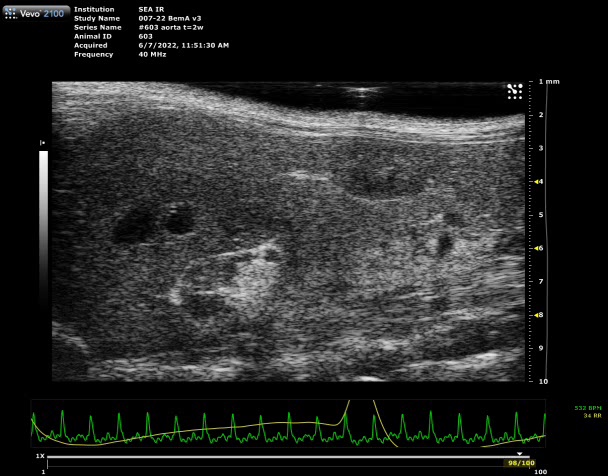 Vevo 2100
Institution SEA IR
Study Name 007-22 BemA v3
Series Name #603 aorta t=2w
Animal ID 603
Acquired 6/7/2022, 11:51:30 AM
Frequency 40 MHz
1 mm
2
3
4
5
6
7
8
9
10
532 BPM
34 RR
1X
98/100
1 100